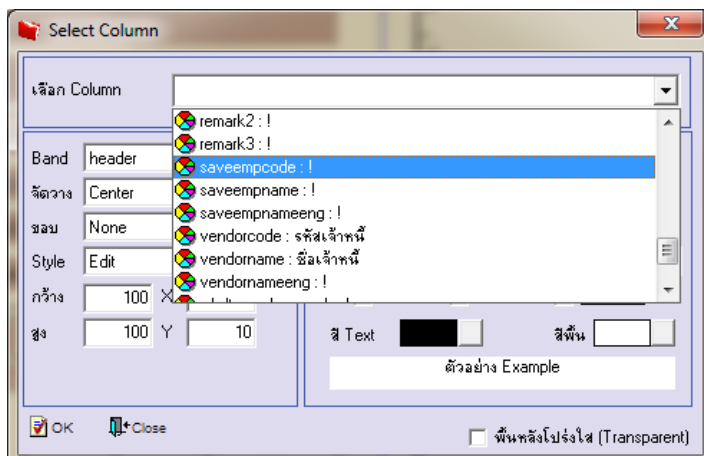 Select Column
เลือก Column
remark2 : !
remark3 : !
saveempcode : !
saveempname : !
saveempnameeng : !
vendorcode : รหัสเจ้าหนี้
vendorname : ชื่อเจ้าหนี้
vendornameeng : !
Band header
จัดวาง Center
ขอบ None
Style Edit
กว้าง 100 X
สูง 100 Y 10
สี Text สีพื้น
ตัวอย่าง Example
OK Close
พื้นหลังโปร่งใส (Transparent)